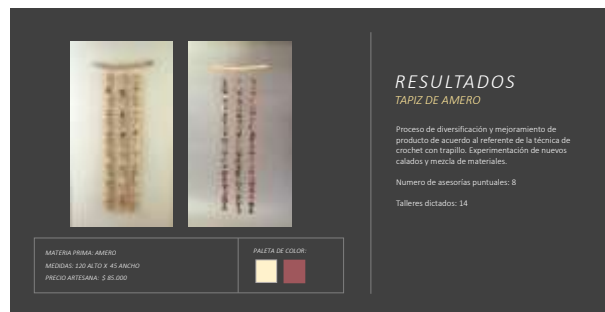 RESULTADOS
TAPIZ DE AMERO
Proceso de diversificación y mejoramiento de
producto de acuerdo al referente de la técnica de
crochet con trapillo. Experimentación de nuevos
calados y mezcla de materiales.
Numero de asesorías puntuales: 8
Talleres dictados: 14
MATERIA PRIMA: AMERO
MEDIDAS: 120 ALTO X  45 ANCHO
PRECIO ARTESANA:  $ 85.000
PALETA DE COLOR: